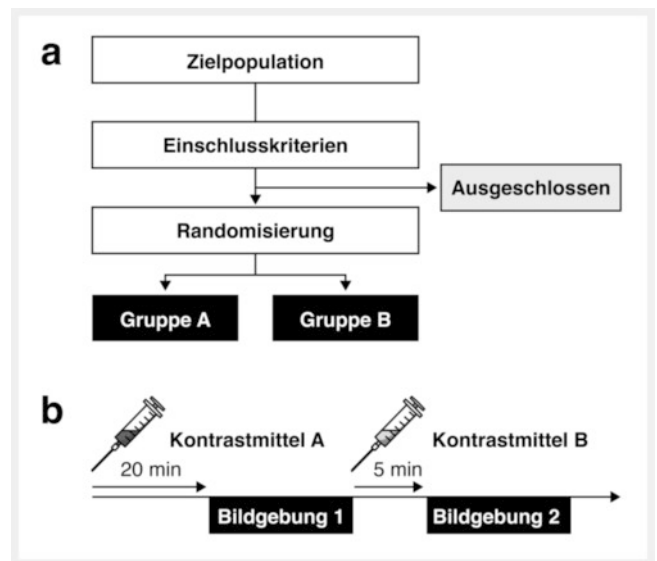 a
Zielpopulation
Einschlusskriterien
Ausgeschlossen
Randomisierung
Gruppe A
Gruppe B
b
Kontrastmittel A
Kontrastmittel B
20 min
5 min
Bildgebung 1
Bildgebung 2